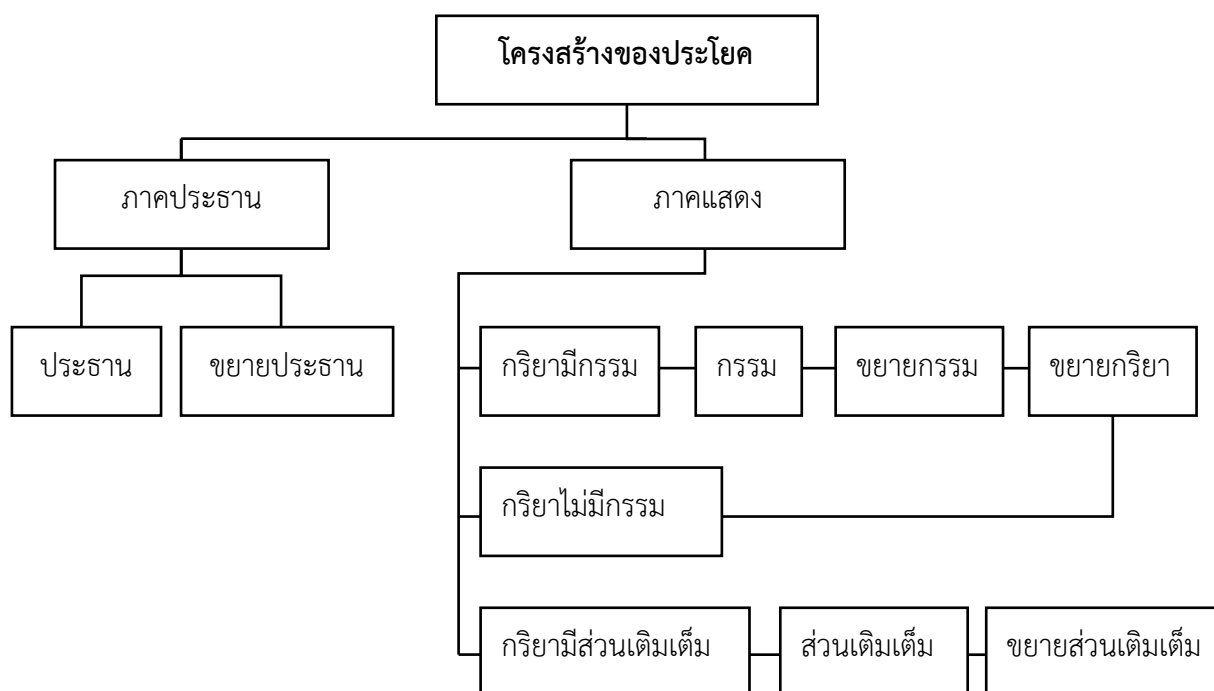 โครงสร้างของประโยค
ภาคประธาน
ภาคแสดง
ประธาน
ขยายประธาน
กริยามีกรรม
กรรม
ขยายกรรม
ขยายกริยา
กริยาไม่มีกรรม
กริยามีส่วนเติมเต็ม
ส่วนเติมเต็ม
ขยายส่วนเติมเต็ม